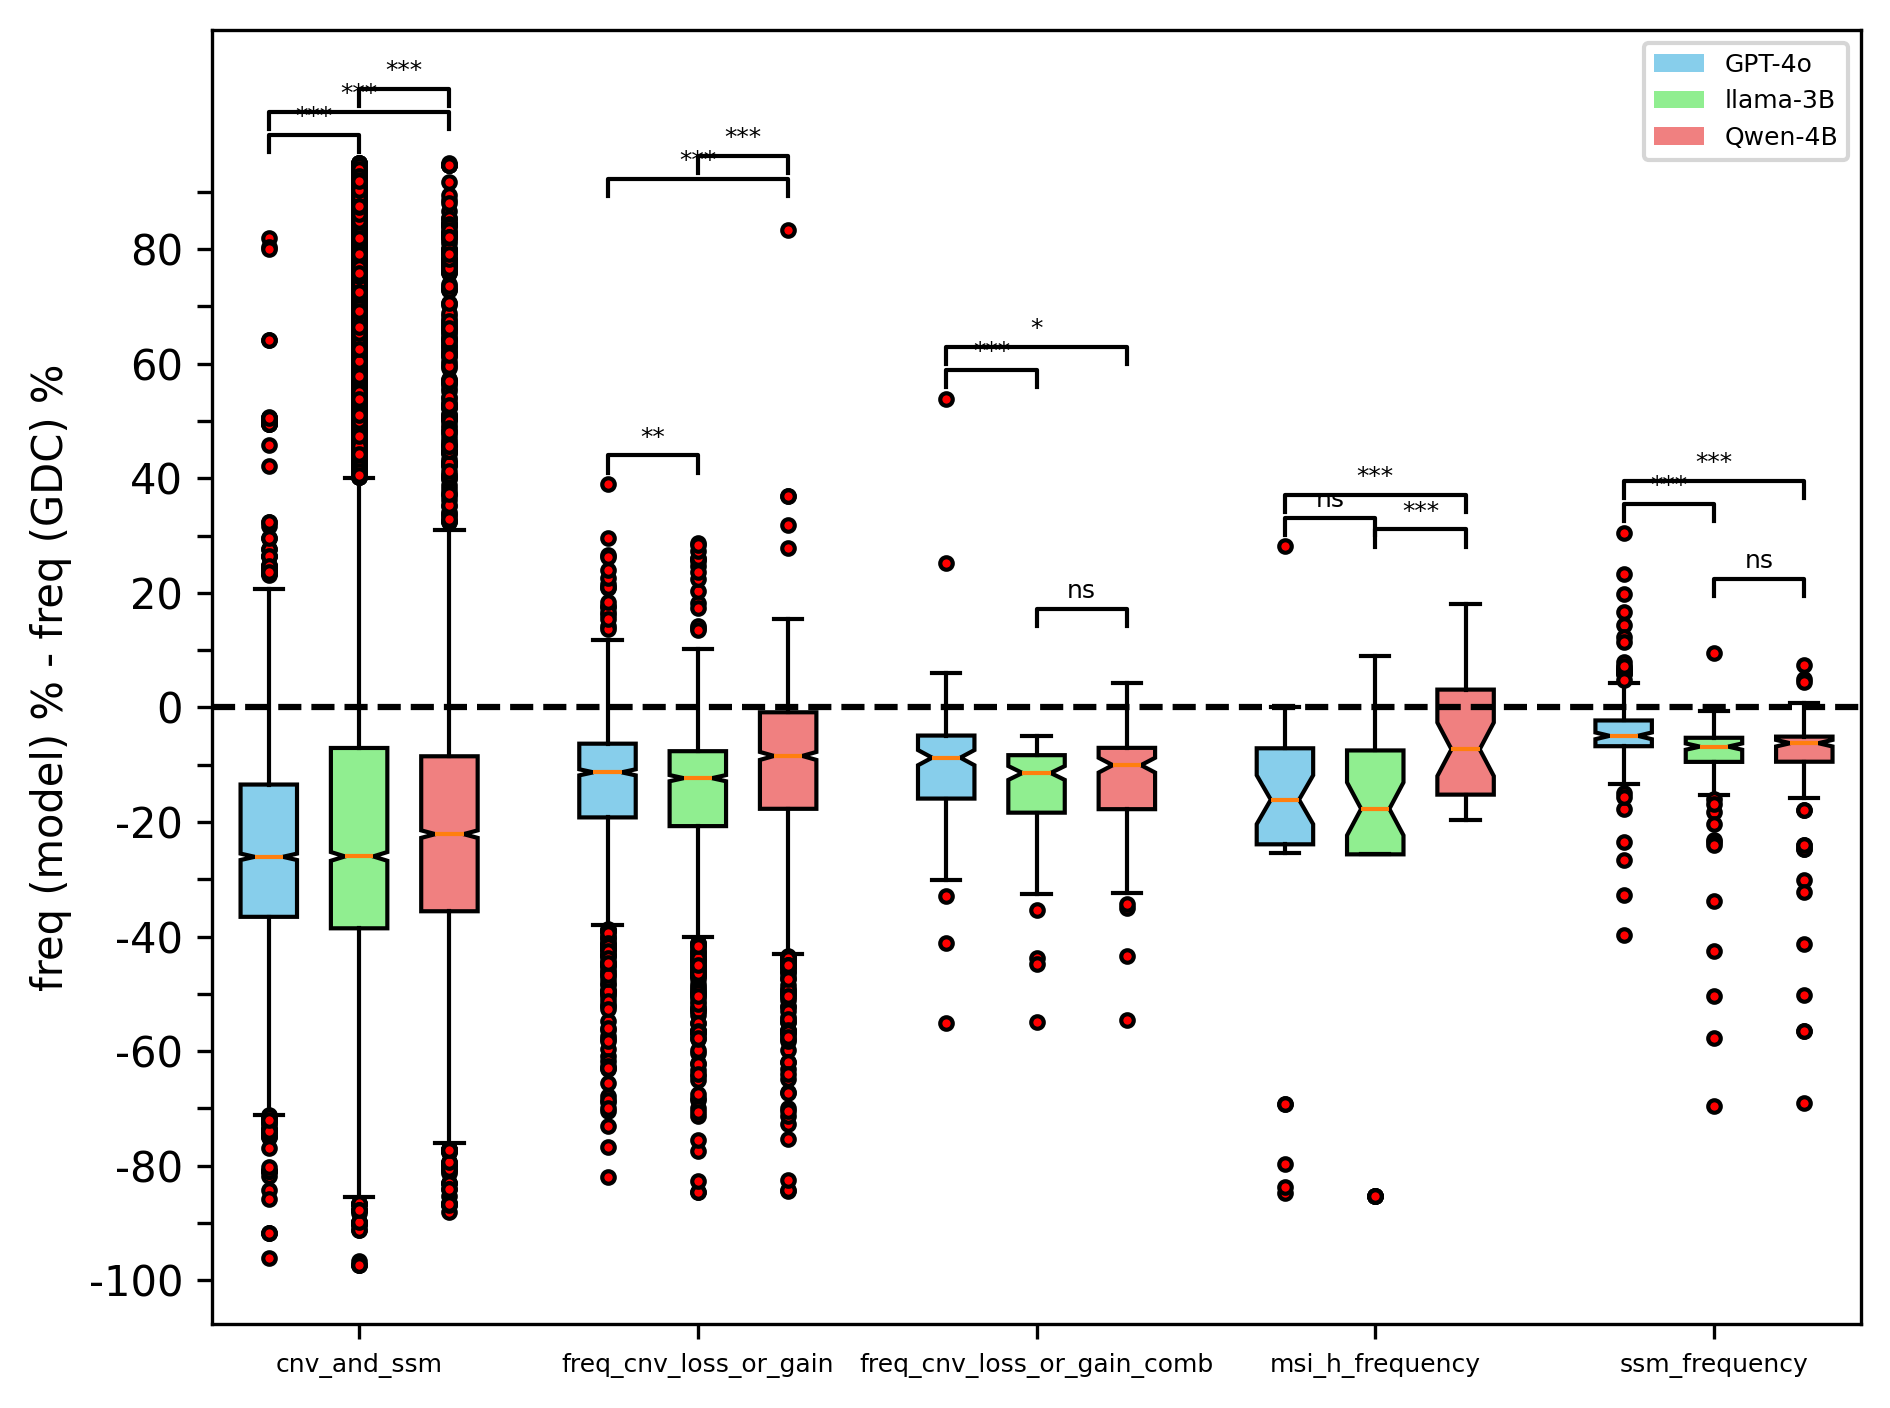 ***
***
***
GPT-4o
llama-3B
Qwen-4B
***
***
80
*
***
60
**
40
***
ns
***
***
***
20
ns
ns
0
-20
-40
-60
-80
-100
freq (model) % - freq (GDC) %
cnv_and_ssm
freq_cnv_loss_or_gain
freq_cnv_loss_or_gain_comb
msi_h_frequency
ssm_frequency